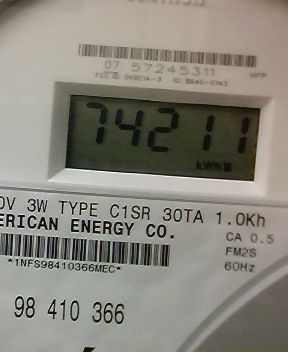 07 57245311
HPP
74211
kWh
0V 3W TYPE C1SR 30TA 1.0Kh
ERICAN ENERGY CO.
CA 0.5
*1NFS98410366MEC*
FM2S
60Hz
98 410 366